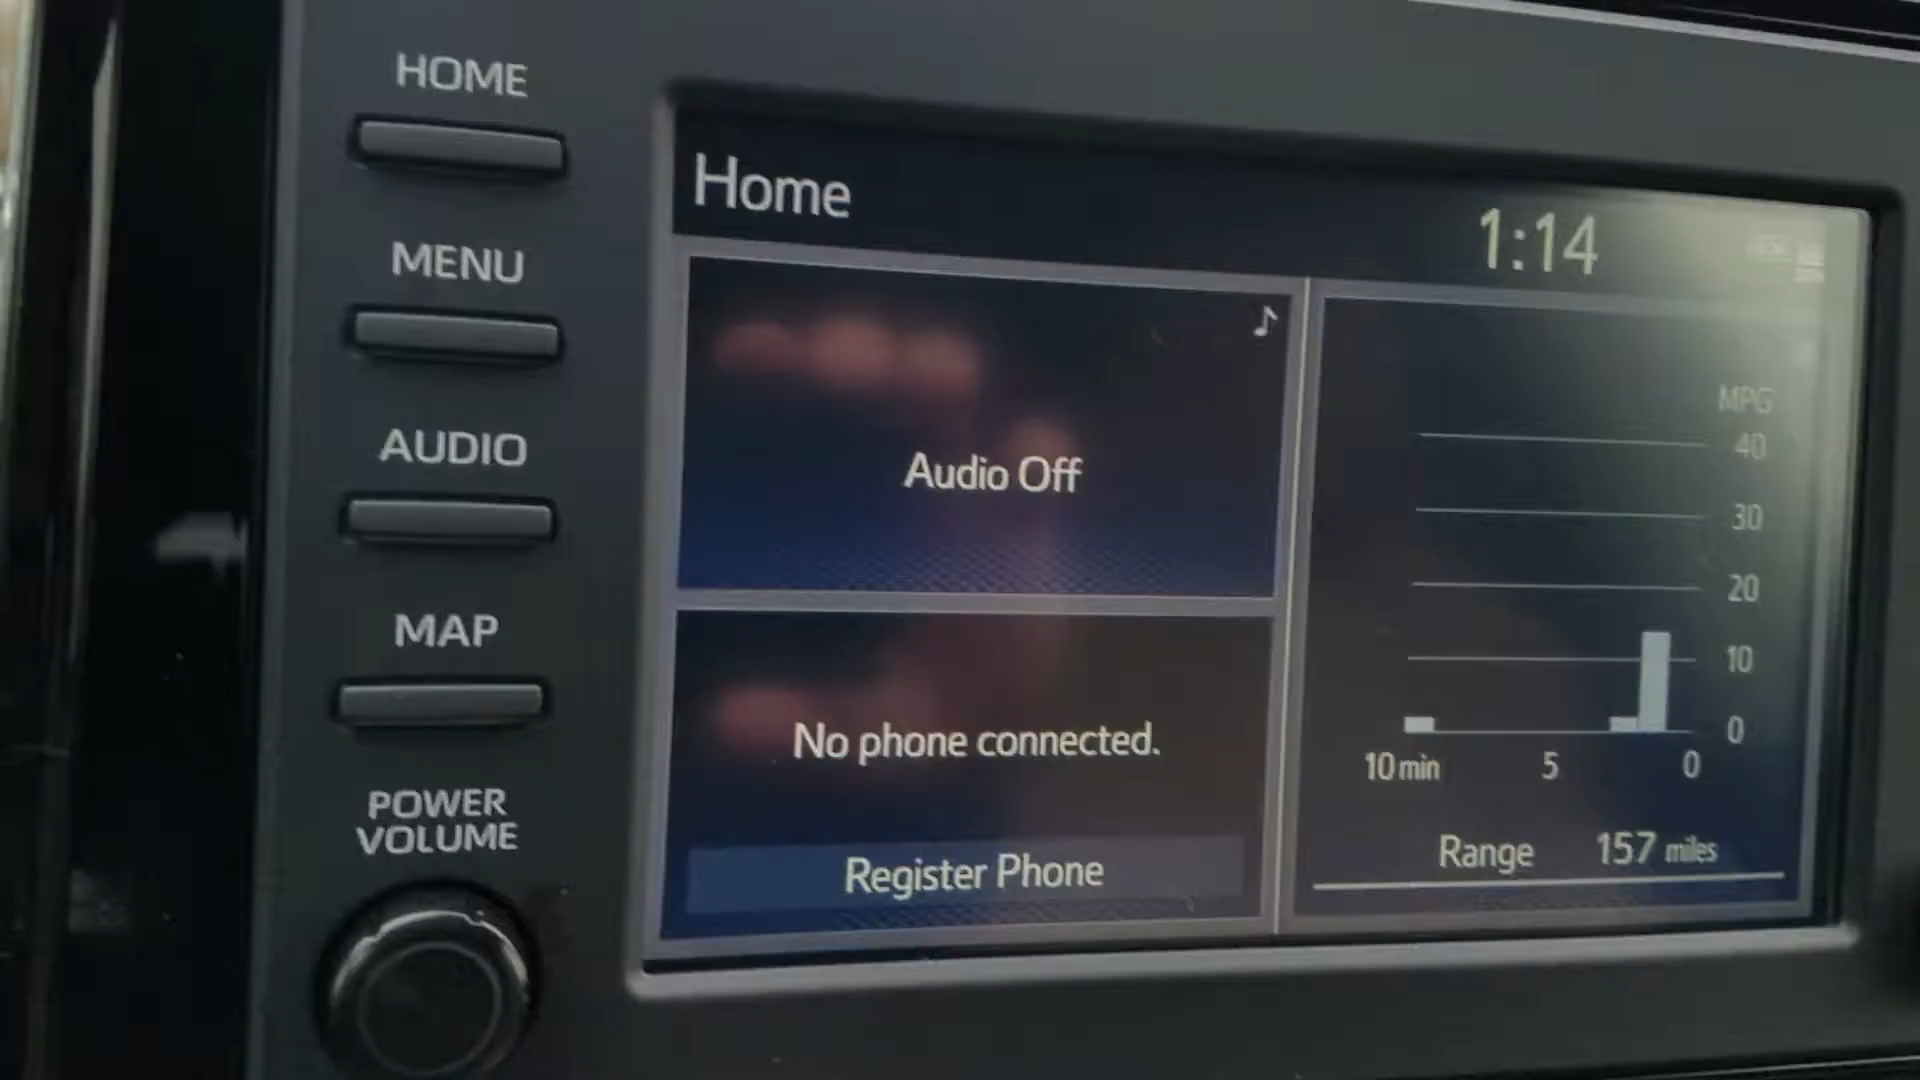 HOME
MENU
AUDIO
MAP
POWER
VOLUME
Home
1:14
Audio Off
No phone connected.
Register Phone
MPG
40
30
20
10
0
10 min 5 0
Range 157 miles